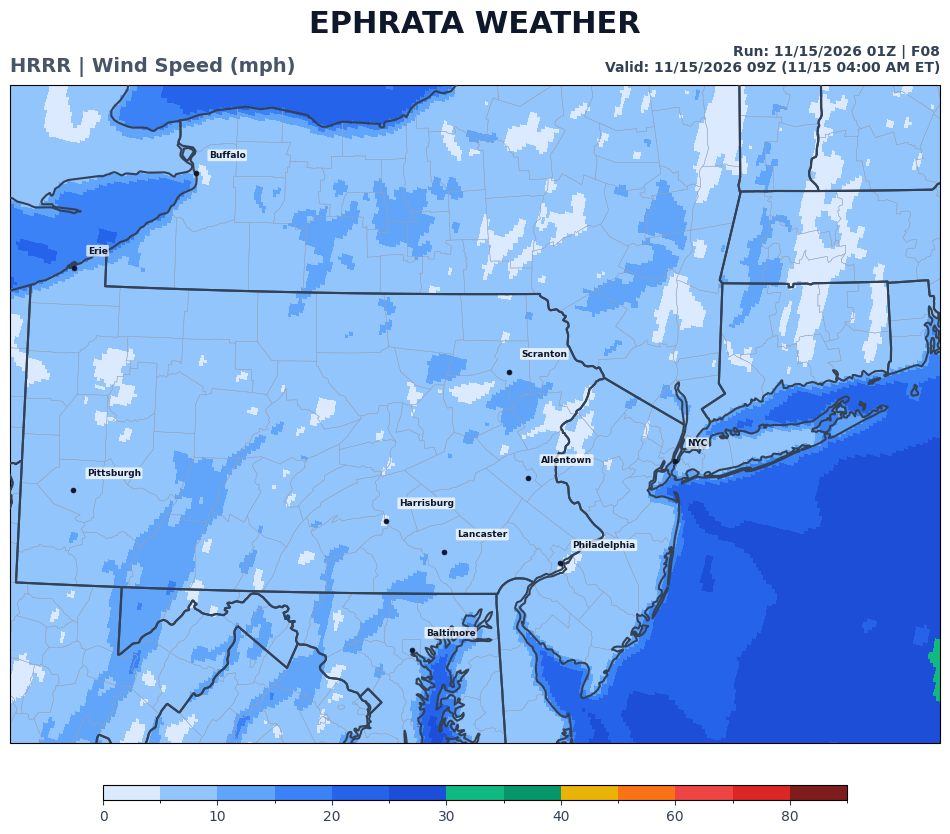 EPHRATA WEATHER
HRRR | Wind Speed (mph)
Run: 11/15/2026 01Z | F08
Valid: 11/15/2026 09Z (11/15 04:00 AM ET)
Buffalo
Erie
Scranton
NYC
Allentown
Pittsburgh
Harrisburg
Lancaster
Philadelphia
Baltimore
0 10 20 30 40 50 60 70 80